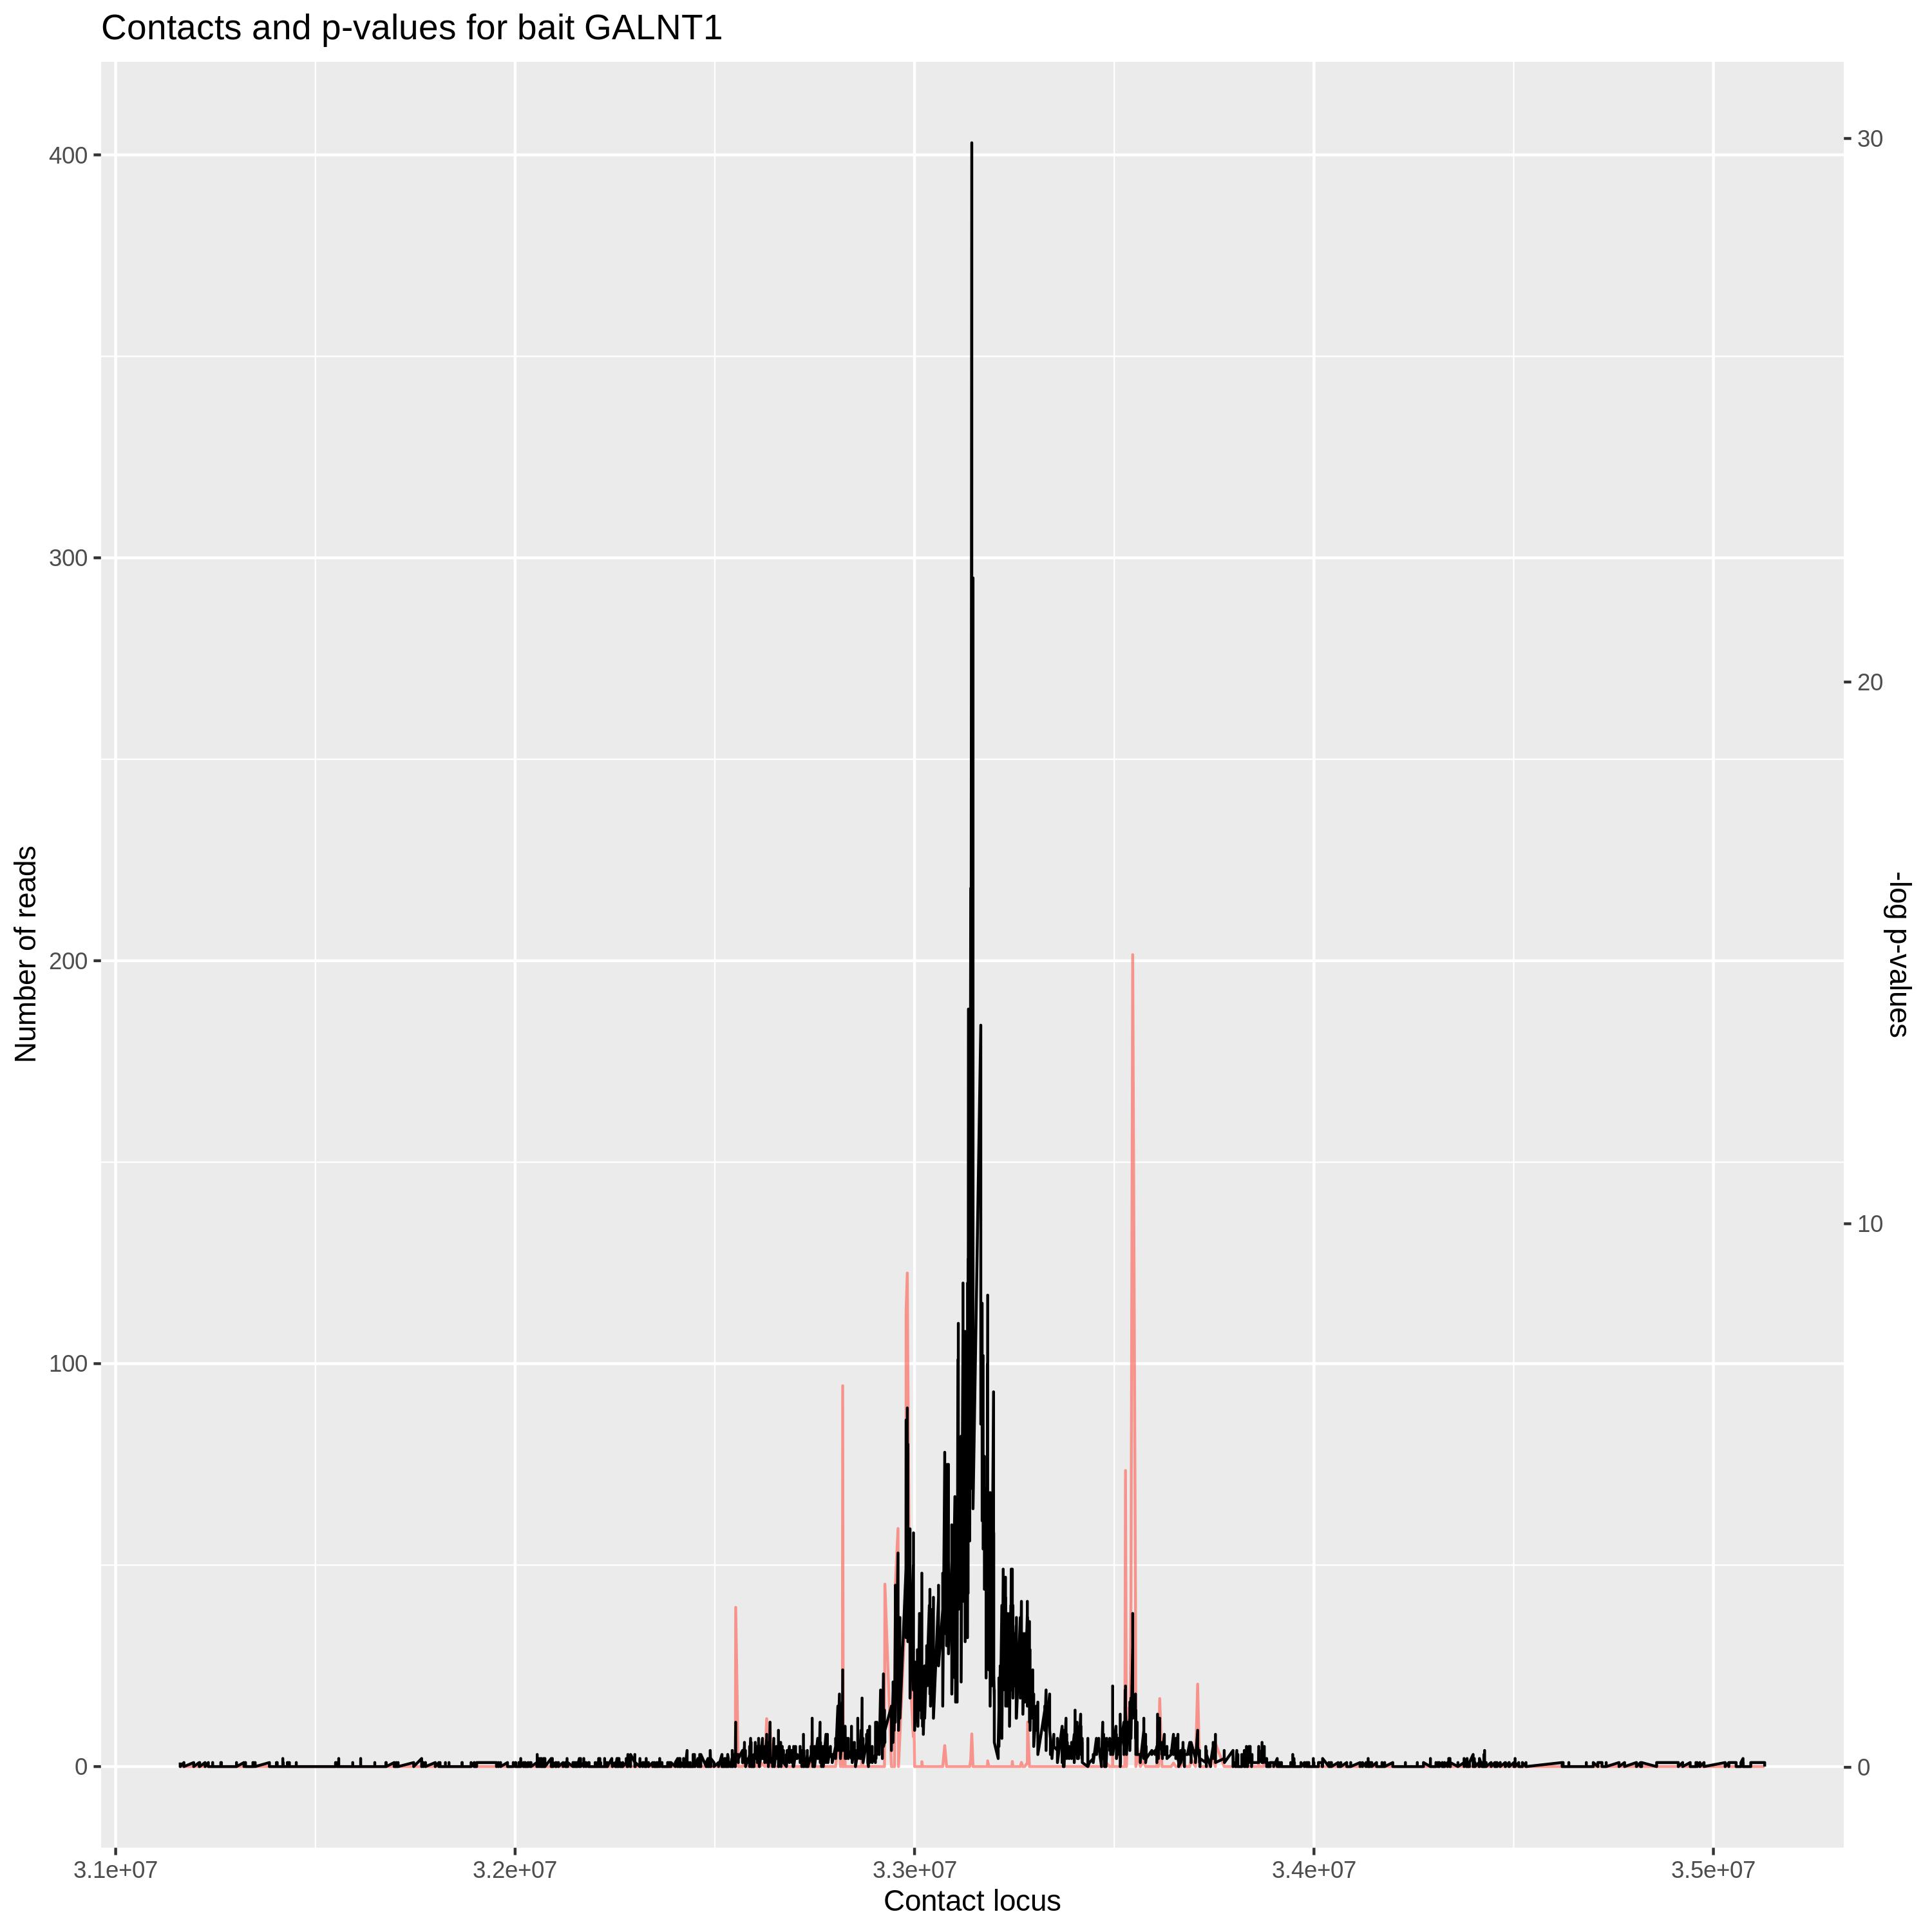 Contacts and p-values for bait GALNT1
400
300
200
100
0
Number of reads
30
20
10
0
-log p-values
3.1e+07
3.2e+07
3.3e+07
3.4e+07
3.5e+07
Contact locus